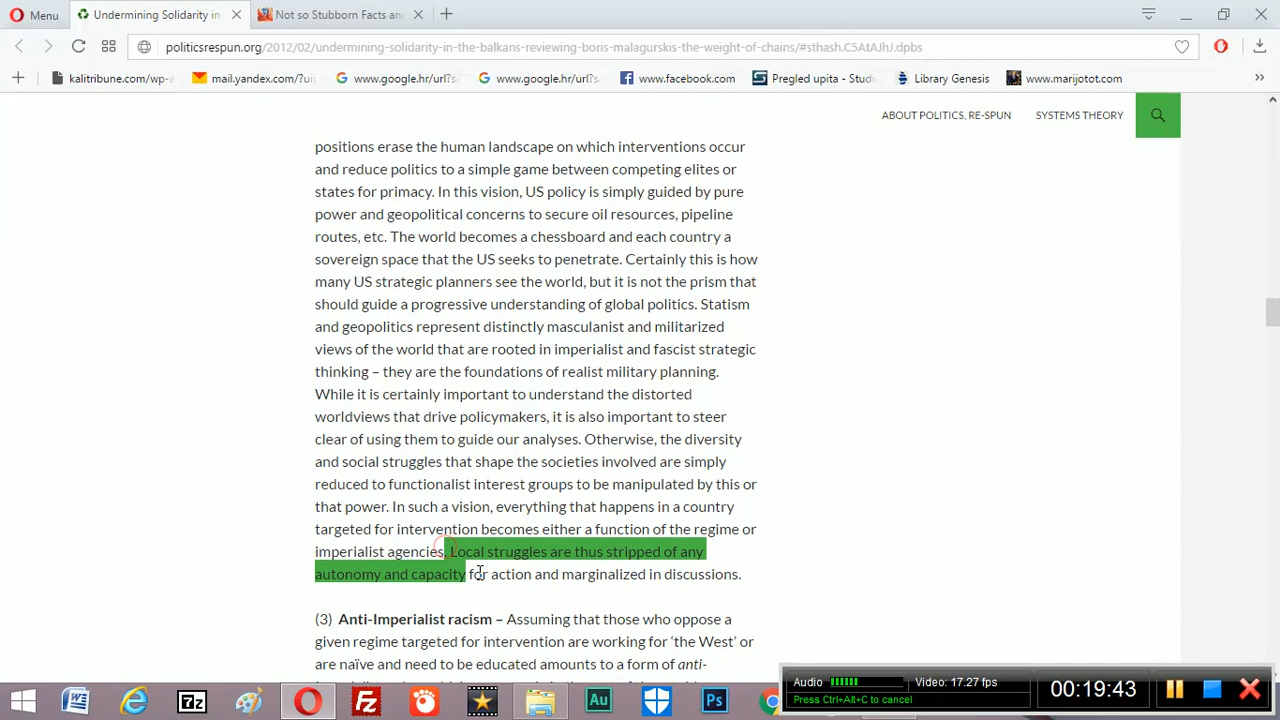 Menu
Undermining Solidarity in
Not so Stubborn Facts and
politicsrespun.org/2012/02/undermining-solidarity-in-the-balkans-reviewing-boris-malagurskis-the-weight-of-chains/#sthash.C5AtAJhJ.dpbs
kalitribune.com/wp-
mail.yandex.com/?ui
www.google.hr/url?s
www.google.hr/url?s
www.facebook.com
Pregled upita - Stud
Library Genesis
www.marijotot.com
ABOUT POLITICS, RE-SPUN
SYSTEMS THEORY
positions erase the human landscape on which interventions occur
and reduce politics to a simple game between competing elites or
states for primacy. In this vision, US policy is simply guided by pure
power and geopolitical concerns to secure oil resources, pipeline
routes, etc. The world becomes a chessboard and each country a
sovereign space that the US seeks to penetrate. Certainly this is how
many US strategic planners see the world, but it is not the prism that
should guide a progressive understanding of global politics. Statism
and geopolitics represent distinctly masculanist and militarized
views of the world that are rooted in imperialist and fascist strategic
thinking – they are the foundations of realist military planning.
While it is certainly important to understand the distorted
worldviews that drive policymakers, it is also important to steer
clear of using them to guide our analyses. Otherwise, the diversity
and social struggles that shape the societies involved are simply
reduced to functionalist interest groups to be manipulated by this or
that power. In such a vision, everything that happens in a country
targeted for intervention becomes either a function of the regime or
imperialist agencies. Local struggles are thus stripped of any
autonomy and capacity for action and marginalized in discussions.
(3) Anti-Imperialist racism – Assuming that those who oppose a
given regime targeted for intervention are working for ‘the West’ or
are naïve and need to be educated amounts to a form of anti-
Audio
Video: 17.27 fps
Press Ctrl+Alt+C to cancel
00:19:43
7z
Fz
Au
Ps